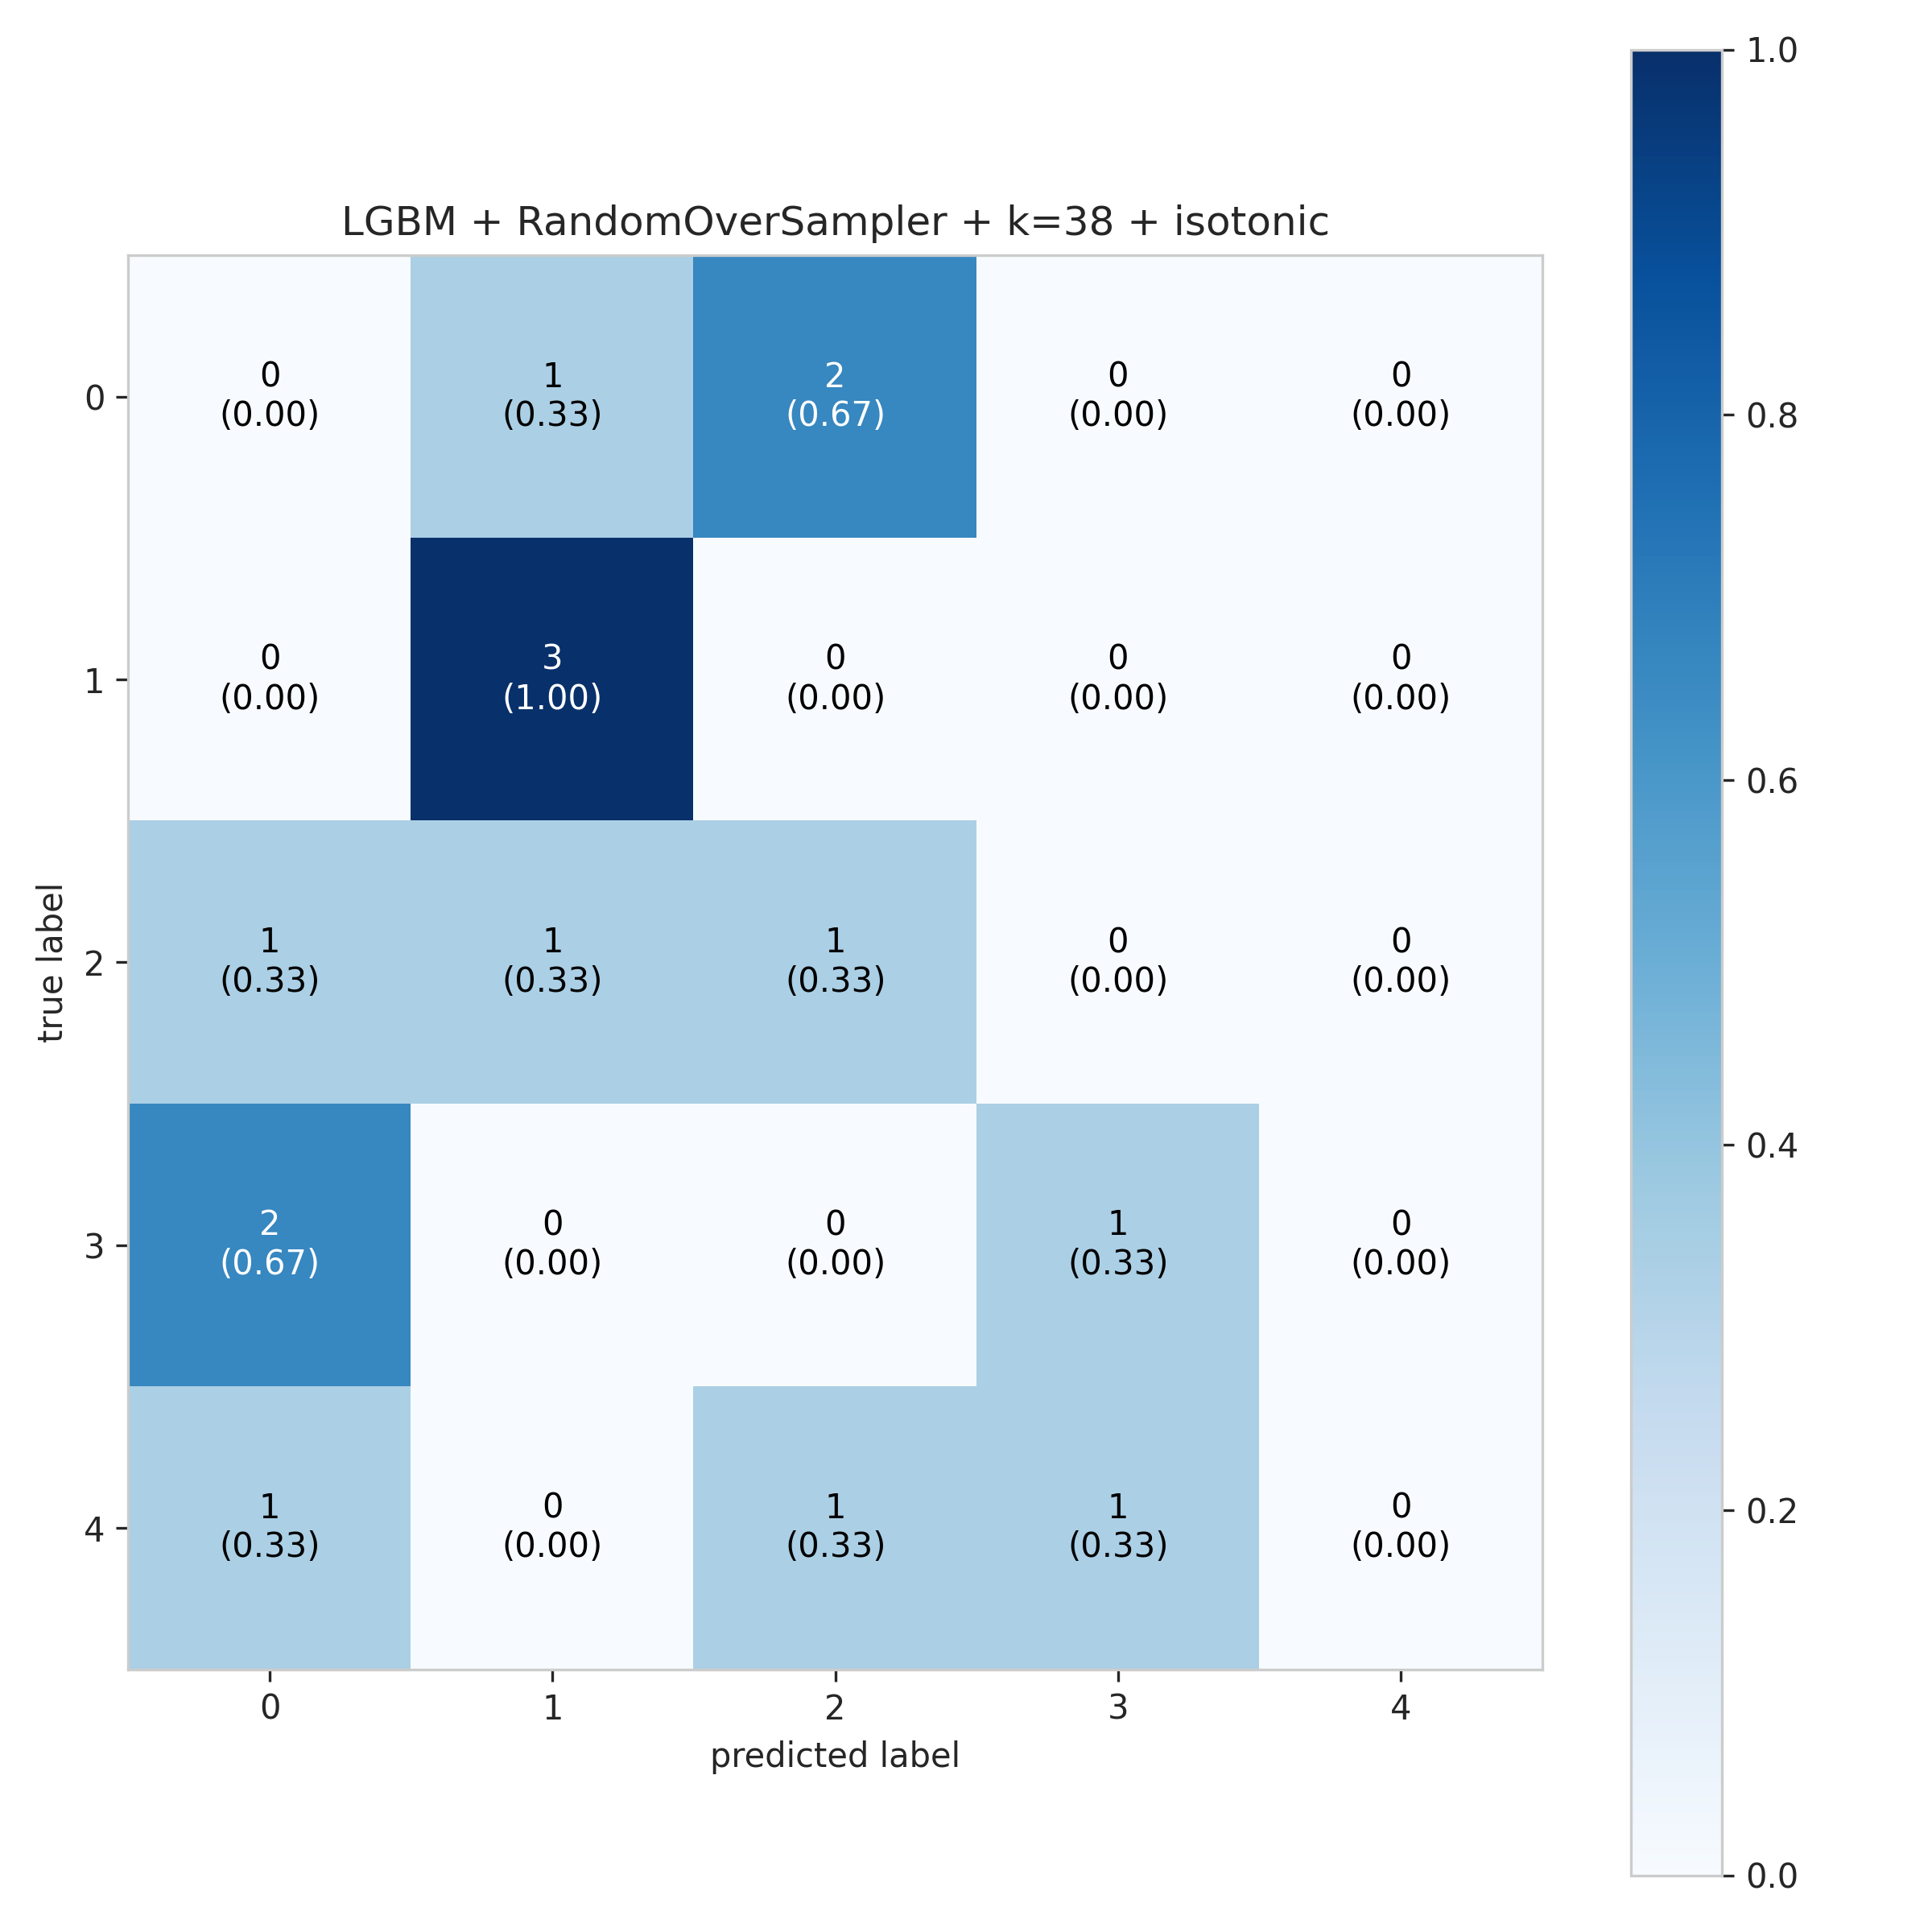 LGBM + RandomOverSampler + k=38 + isotonic
0 1 2 0 0
(0.00) (0.33) (0.67) (0.00) (0.00)
0
0 3 0 0 0
(0.00) (1.00) (0.00) (0.00) (0.00)
1
1 1 1 0 0
(0.33) (0.33) (0.33) (0.00) (0.00)
2
2 0 0 1 0
(0.67) (0.00) (0.00) (0.33) (0.00)
3
1 0 1 1 0
(0.33) (0.00) (0.33) (0.33) (0.00)
4
0 1 2 3 4
predicted label
true label
1.0
0.8
0.6
0.4
0.2
0.0